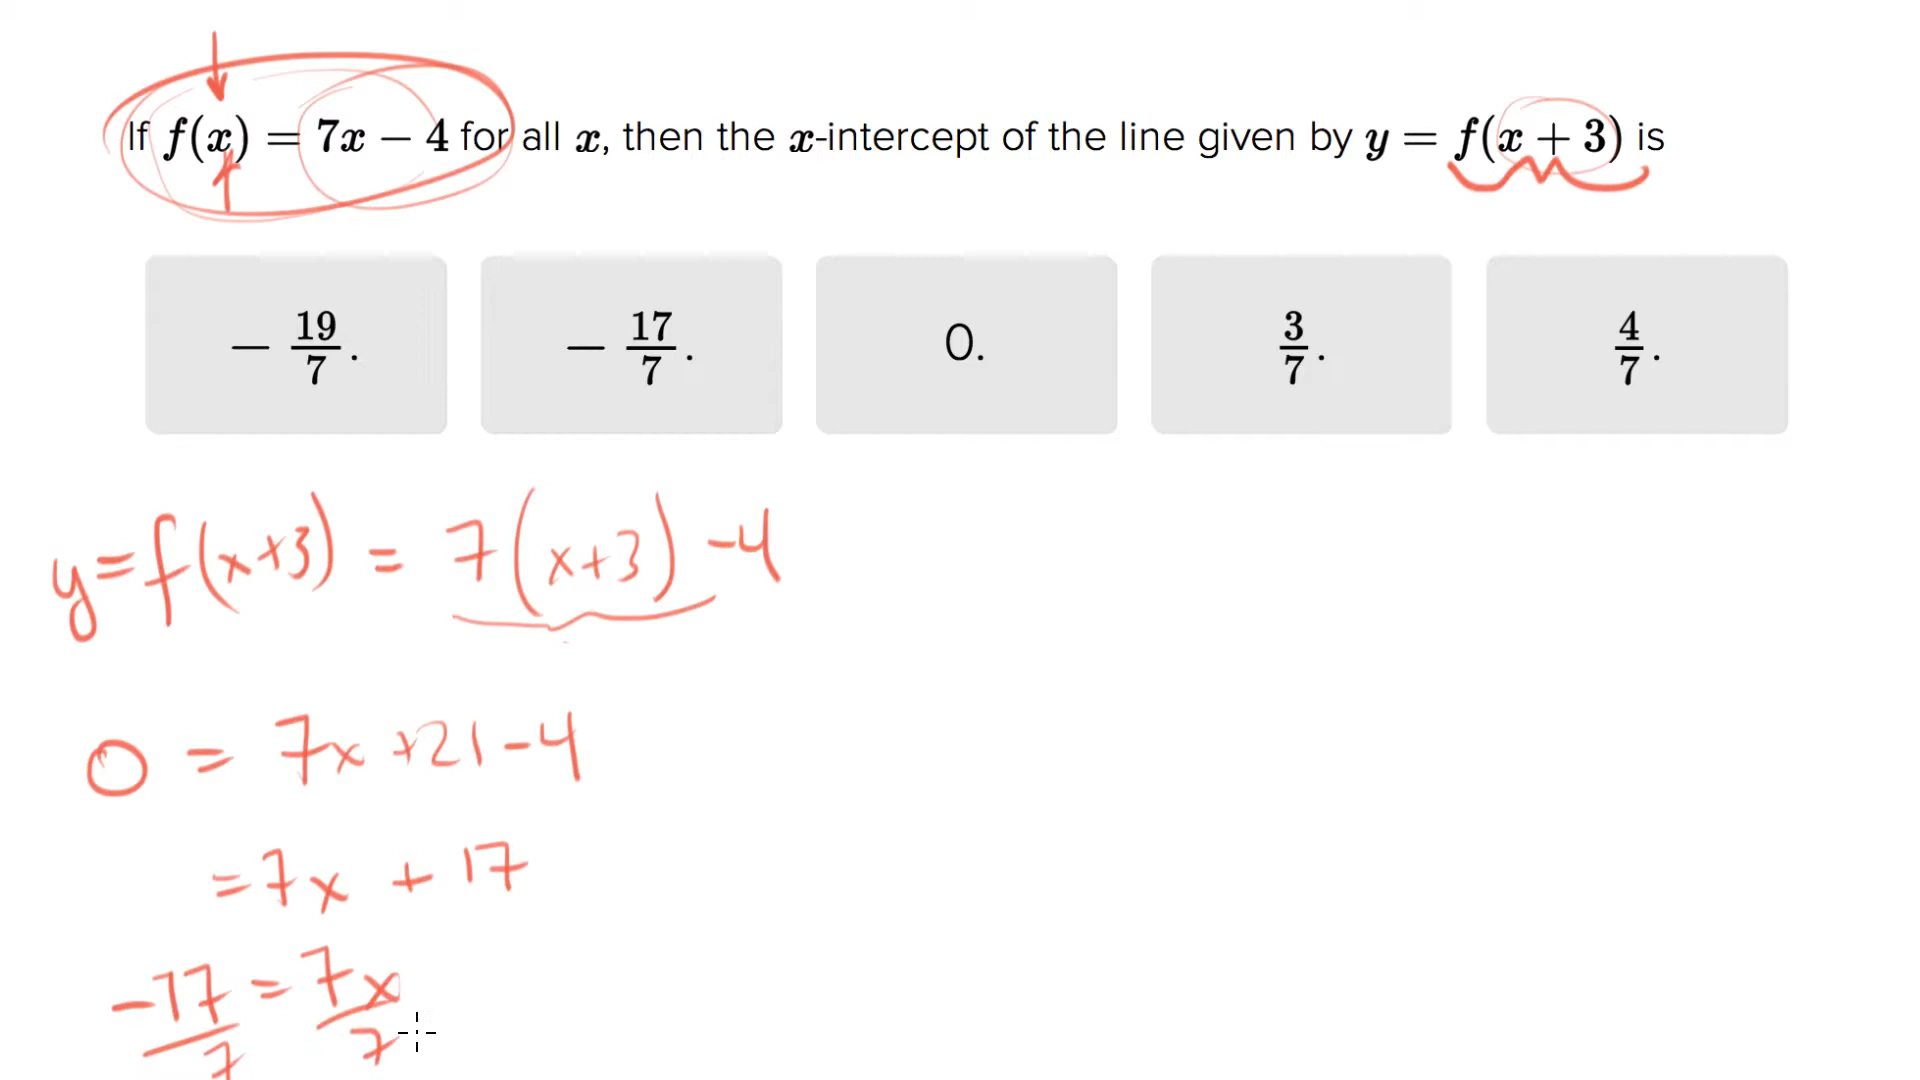 If f(x) = 7x − 4 for all x, then the x-intercept of the line given by y = f(x + 3) is
− 19/7.
− 17/7.
0.
3/7.
4/7.
y = f(x+3) = 7(x+3) -4
0 = 7x +21 -4
= 7x + 17
-17/7 = 7x/7